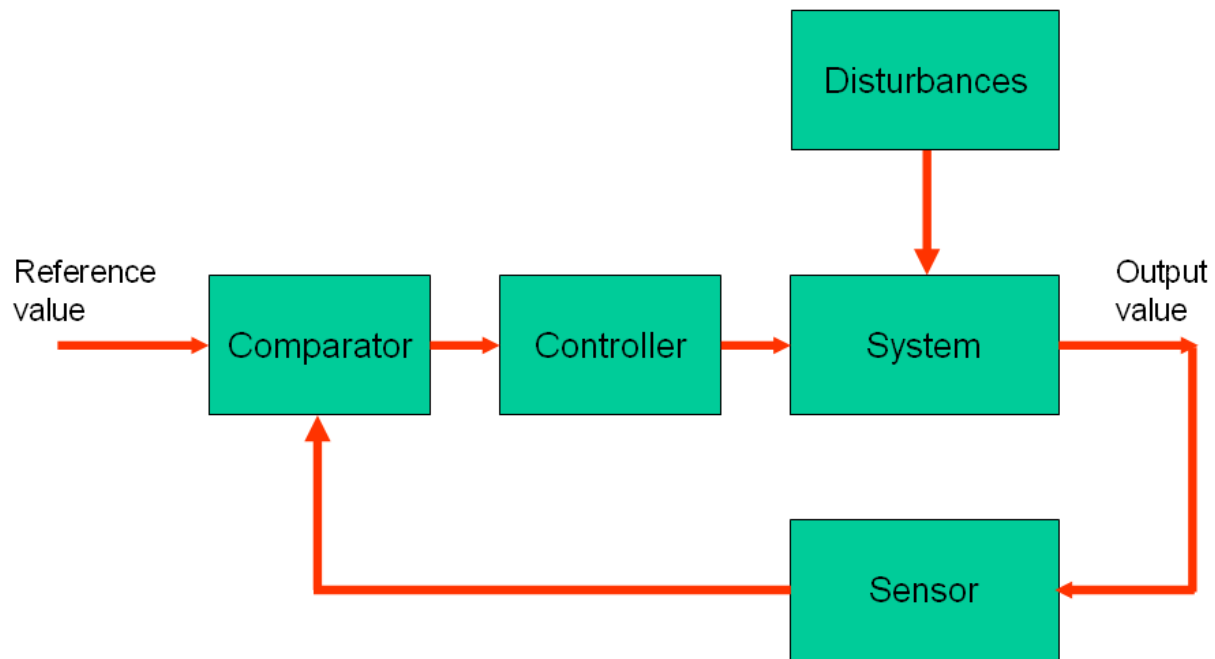 Disturbances
Reference
value
Comparator
Controller
System
Output
value
Sensor